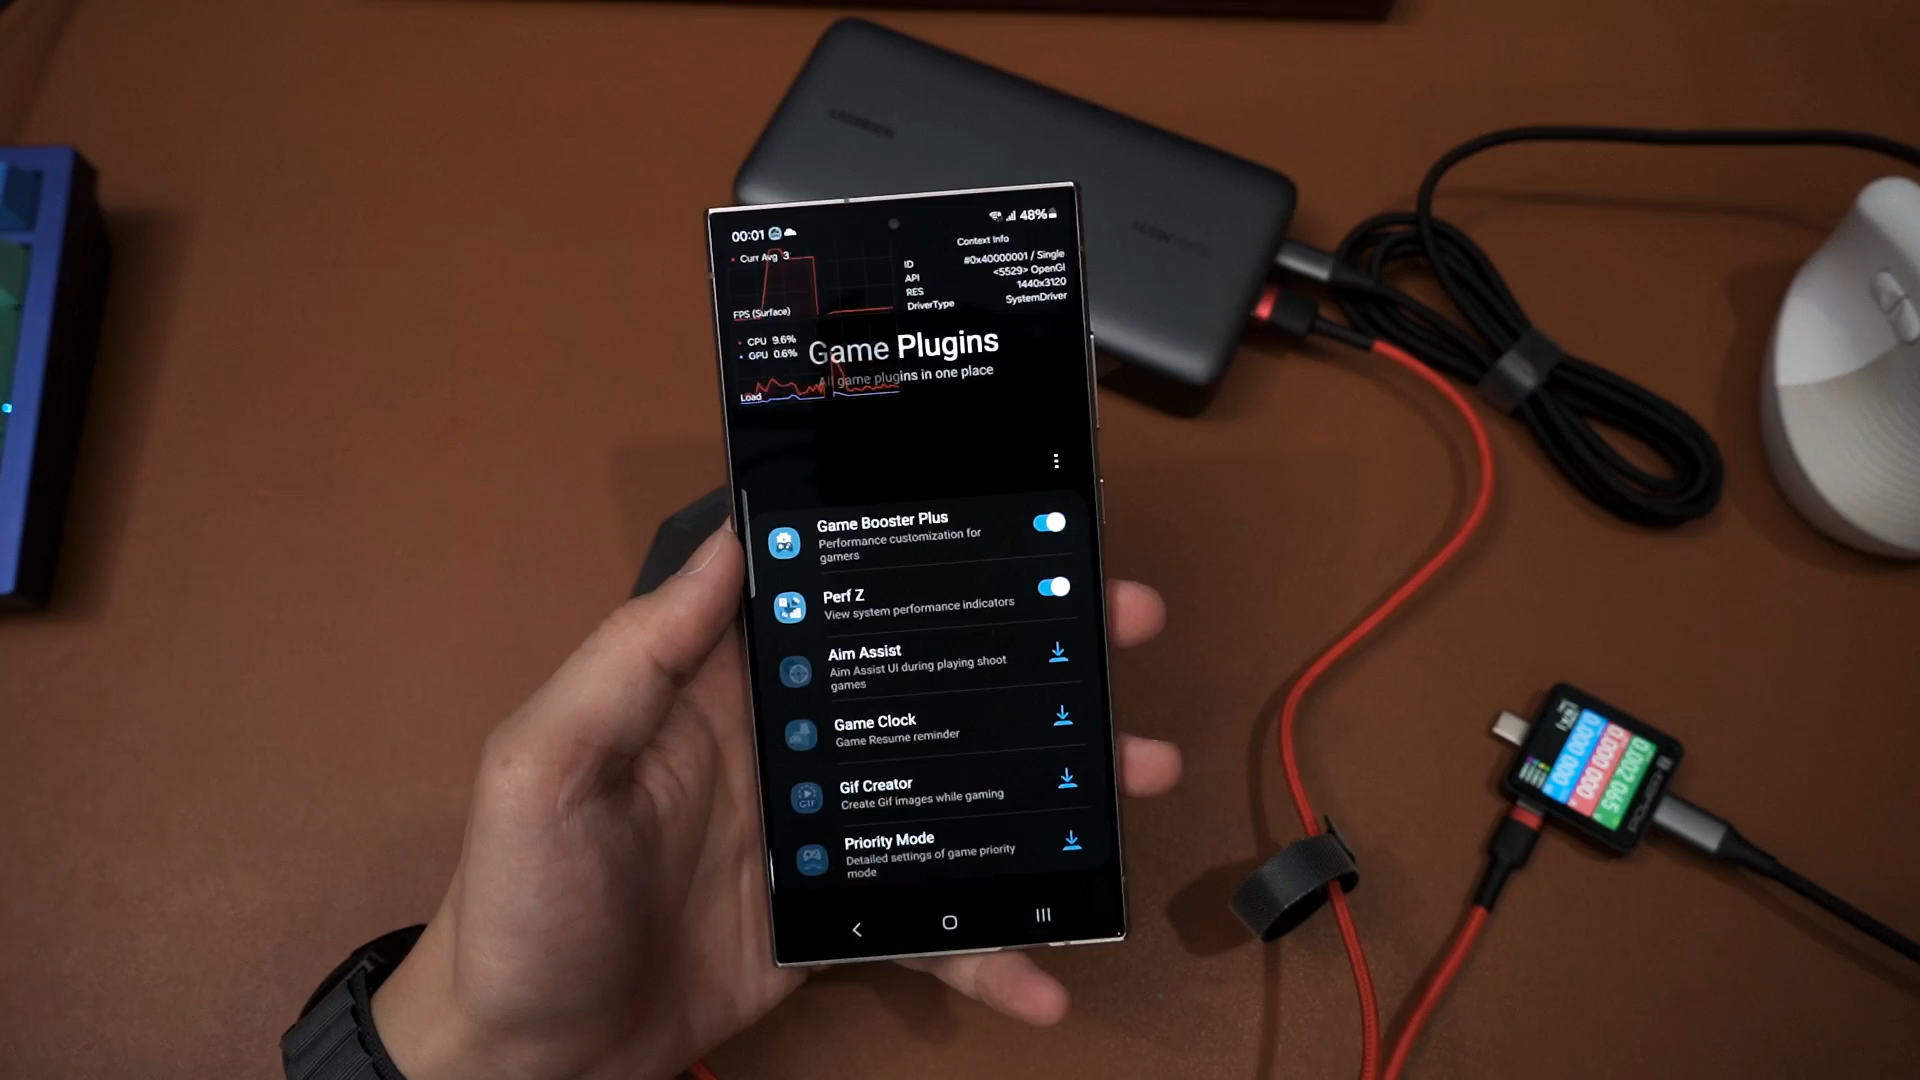 UGREEN
00:01
48%
Curr Avg 3
FPS (Surface)
Context Info
ID #0x40000001 / Single
API <5529> OpenGl
RES 1440x3120
DriverType SystemDriver
CPU 9.6%
GPU 0.6%
Load
Game Plugins
All game plugins in one place
Game Booster Plus
Performance customization for
gamers
Perf Z
View system performance indicators
Aim Assist
Aim Assist UI during playing shoot
games
Game Clock
Game Resume reminder
GIF
Gif Creator
Create Gif images while gaming
Priority Mode
Detailed settings of game priority
mode